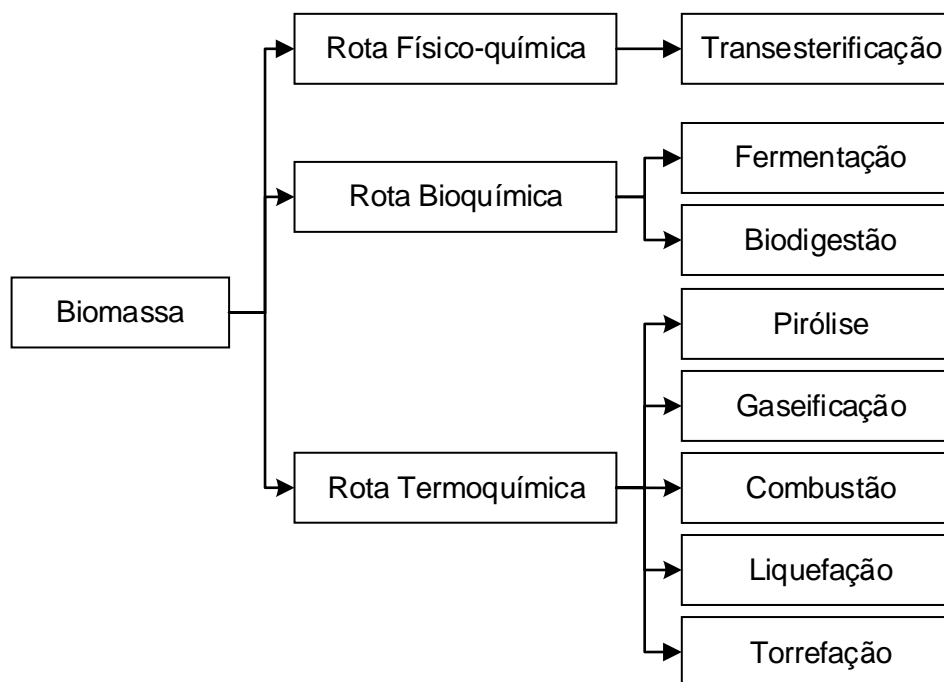 Rota Físico-química
Transesterificação
Fermentação
Rota Bioquímica
Biodigestão
Biomassa
Pirólise
Gaseificação
Rota Termoquímica
Combustão
Liquefação
Torrefação